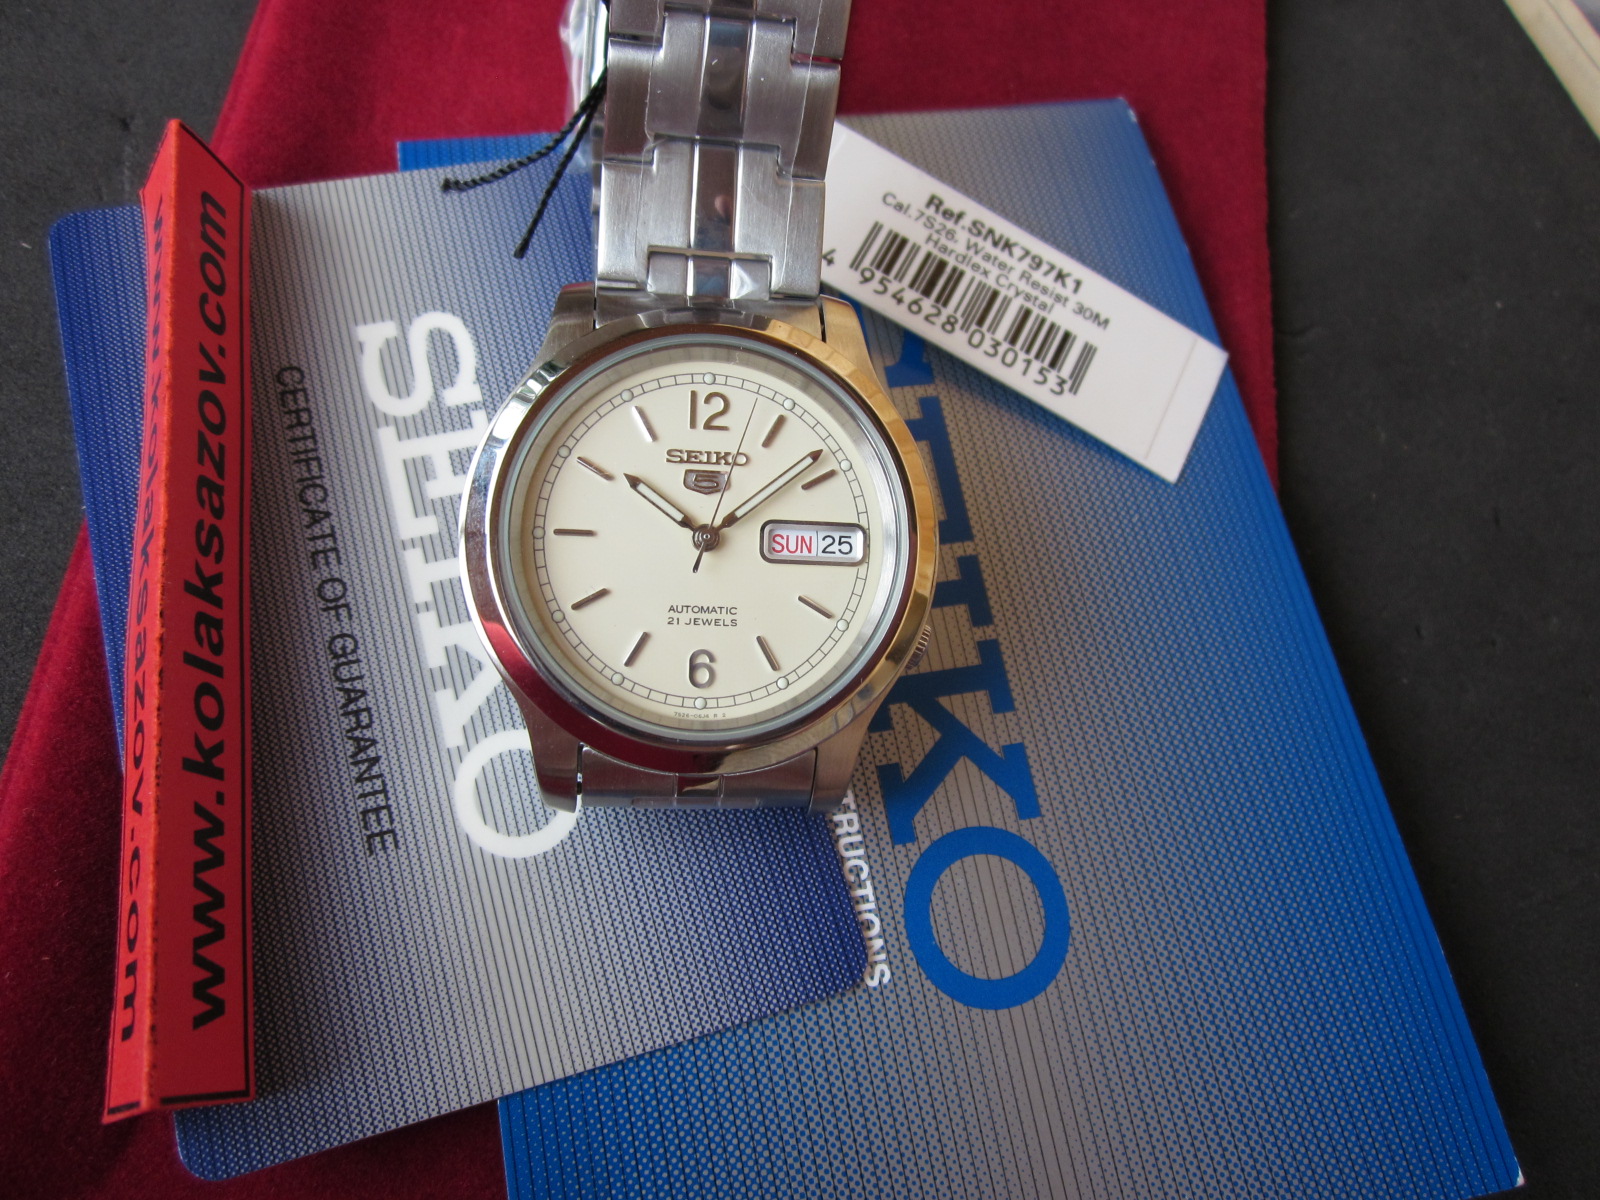 www.kolaksazov.com
www.kolaksazov.com
SEIKO
CERTIFICATE OF GUARANTEE
Ref.SNK797K1
Cal.7S26. Water Resist 30M
Hardlex Crystal
4 954628 030153
12
SEIKO
5
SUN 25
AUTOMATIC
21 JEWELS
6
SEIKO
TRUCTIONS